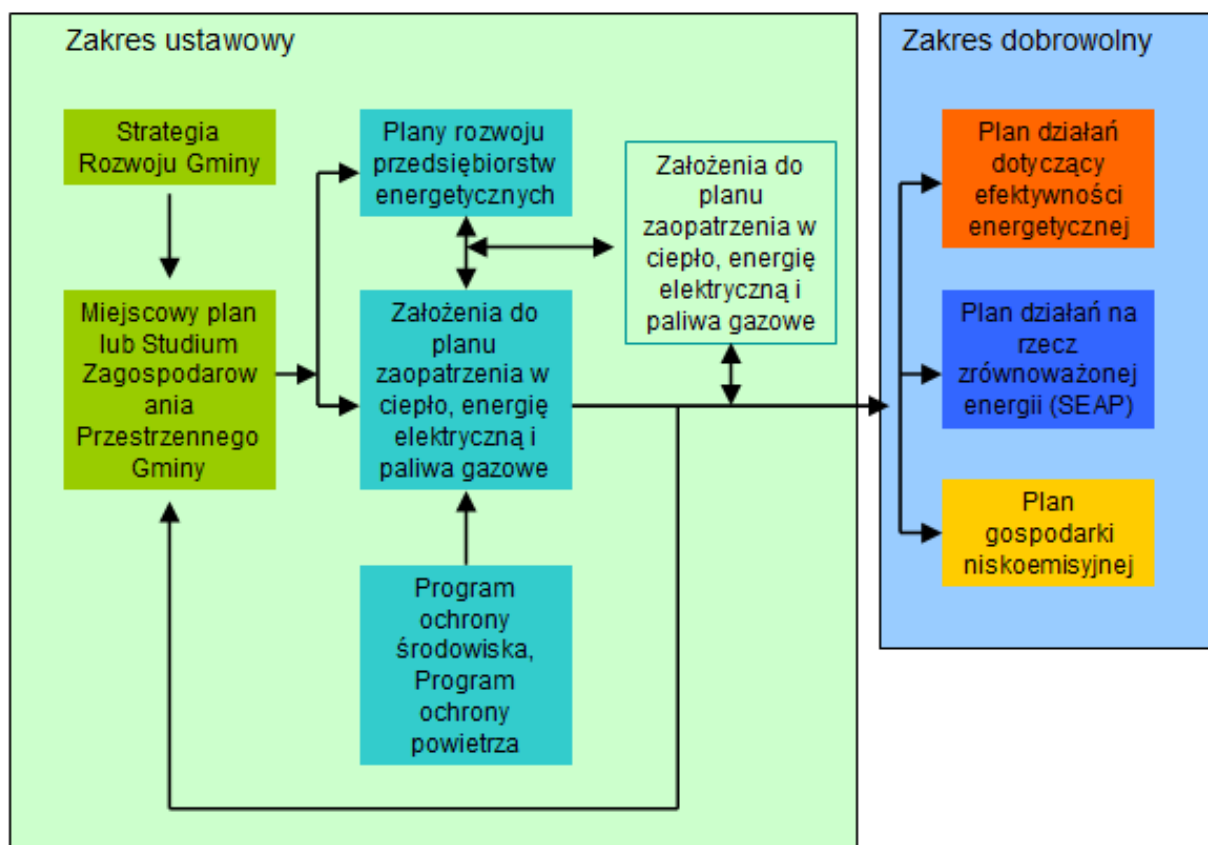 Zakres ustawowy
Strategia
Rozwoju Gminy
Miejscowy plan
lub Studium
Zagospodarow
ania
Przestrzennego
Gminy
Plany rozwoju
przedsiębiorstw
energetycznych
Założenia do
planu
zaopatrzenia w
ciepło, energię
elektryczną i
paliwa gazowe
Program
ochrony
środowiska,
Program
ochrony
powietrza
Założenia do
planu
zaopatrzenia w
ciepło, energię
elektryczną i
paliwa gazowe
Zakres dobrowolny
Plan działań
dotyczący
efektywności
energetycznej
Plan działań na
rzecz
zrównoważonej
energii (SEAP)
Plan
gospodarki
niskoemisyjnej